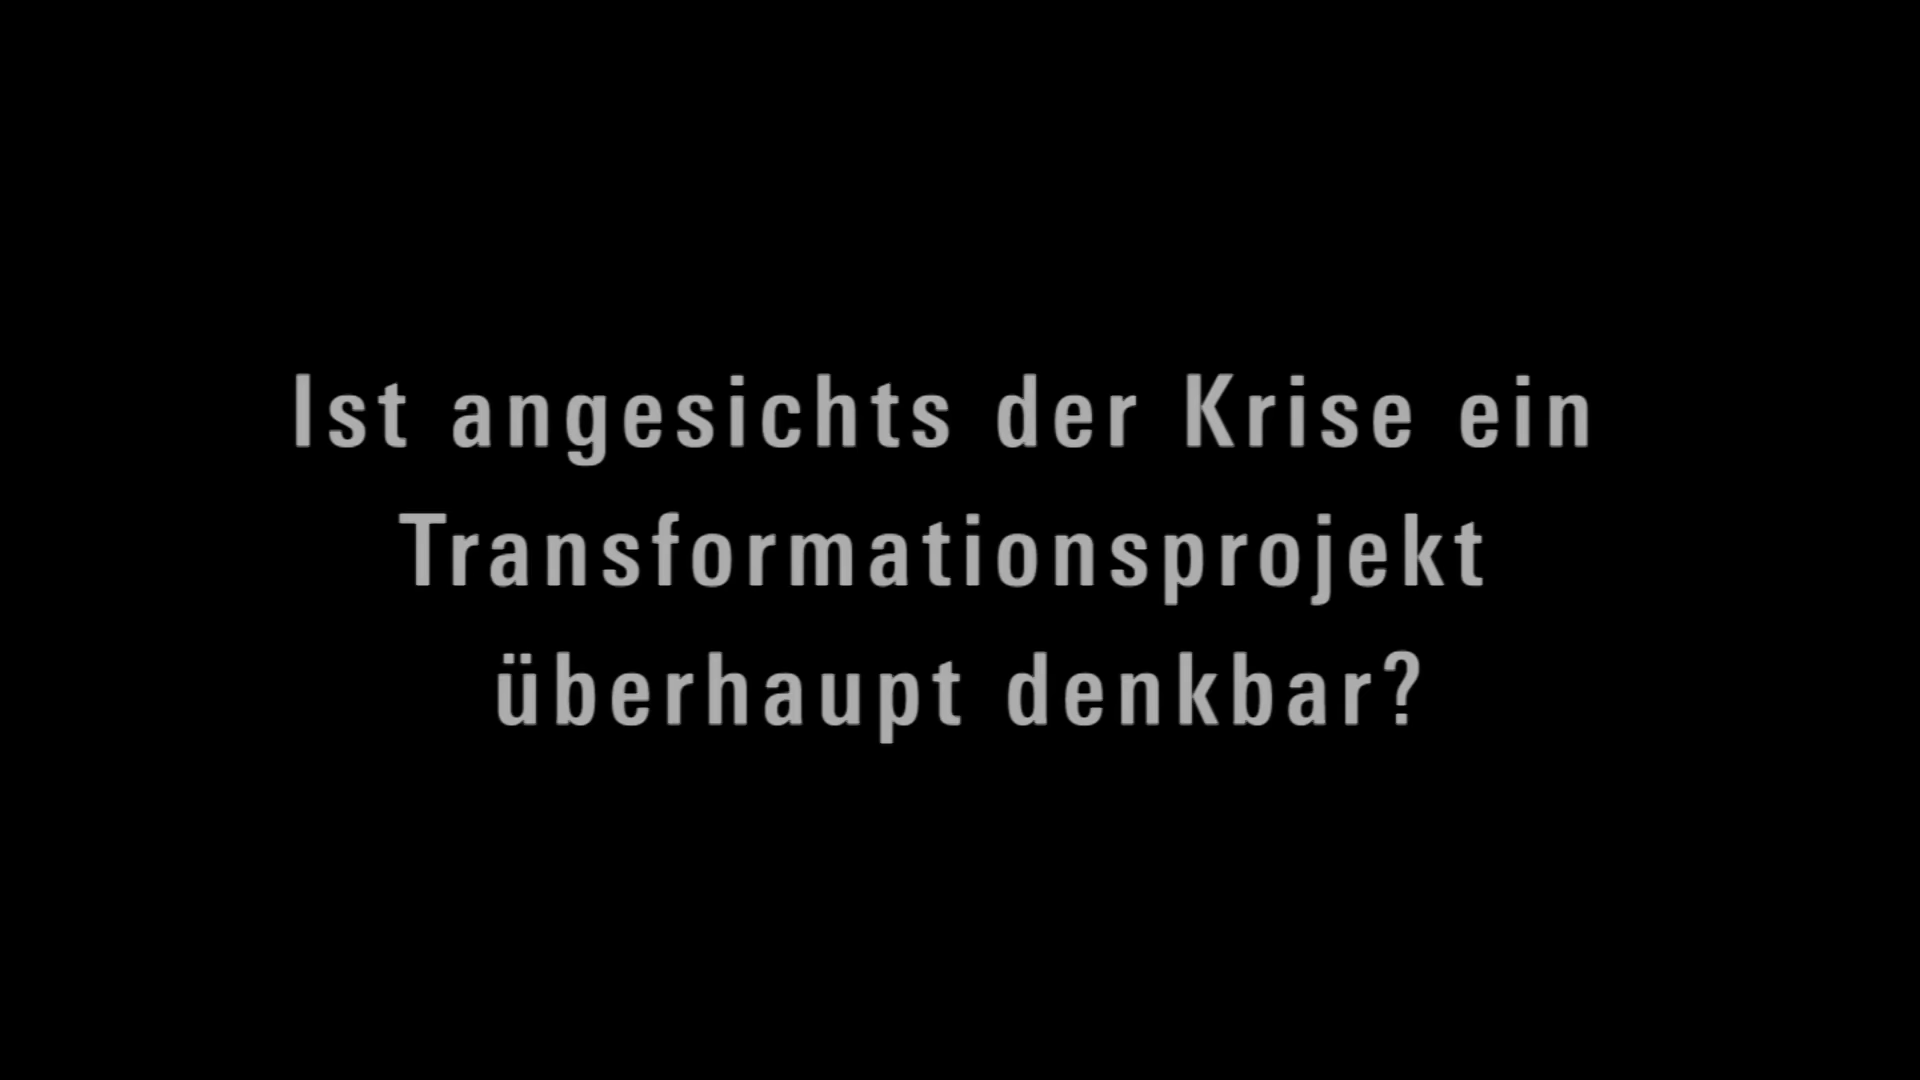 Ist angesichts der Krise ein
Transformationsprojekt
überhaupt denkbar?